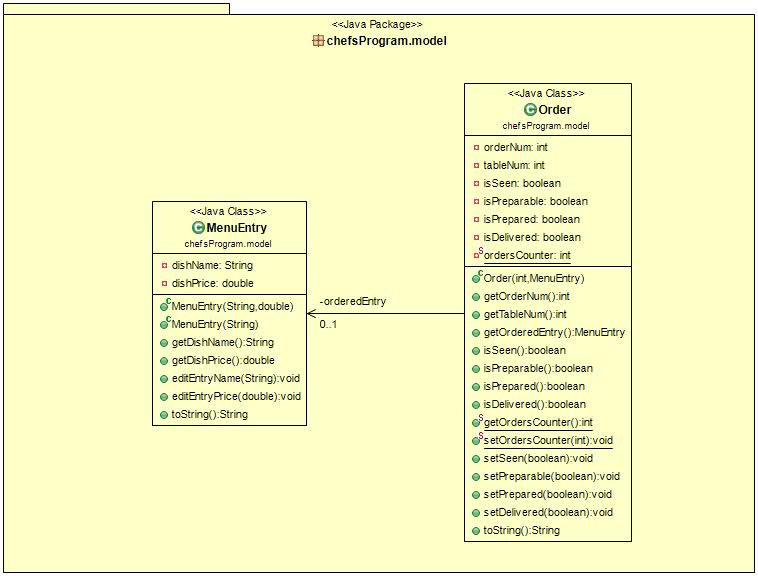 <<Java Package>>
chefsProgram.model
<<Java Class>>
MenuEntry
chefsProgram.model
dishName: String
dishPrice: double
MenuEntry(String,double)
MenuEntry(String)
getDishName():String
getDishPrice():double
editEntryName(String):void
editEntryPrice(double):void
toString():String
-orderedEntry
0..1
<<Java Class>>
Order
chefsProgram.model
orderNum: int
tableNum: int
isSeen: boolean
isPreparable: boolean
isPrepared: boolean
isDelivered: boolean
ordersCounter: int
Order(int,MenuEntry)
getOrderNum():int
getTableNum():int
getOrderedEntry():MenuEntry
isSeen():boolean
isPreparable():boolean
isPrepared():boolean
isDelivered():boolean
getOrdersCounter():int
setOrdersCounter(int):void
setSeen(boolean):void
setPreparable(boolean):void
setPrepared(boolean):void
setDelivered(boolean):void
toString():String